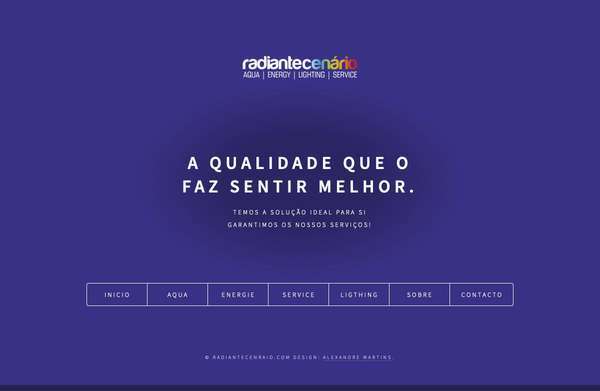 radiantecenário
AQUA | ENERGY | LIGHTING | SERVICE
A QUALIDADE QUE O
FAZ SENTIR MELHOR.
TEMOS A SOLUÇÃO IDEAL PARA SI
GARANTIMOS OS NOSSOS SERVIÇOS!
INICIO AQUA ENERGIE SERVICE LIGTHING SOBRE CONTACTO
© RADIANTECENRAIO.COM DESIGN: ALEXANDRE MARTINS.